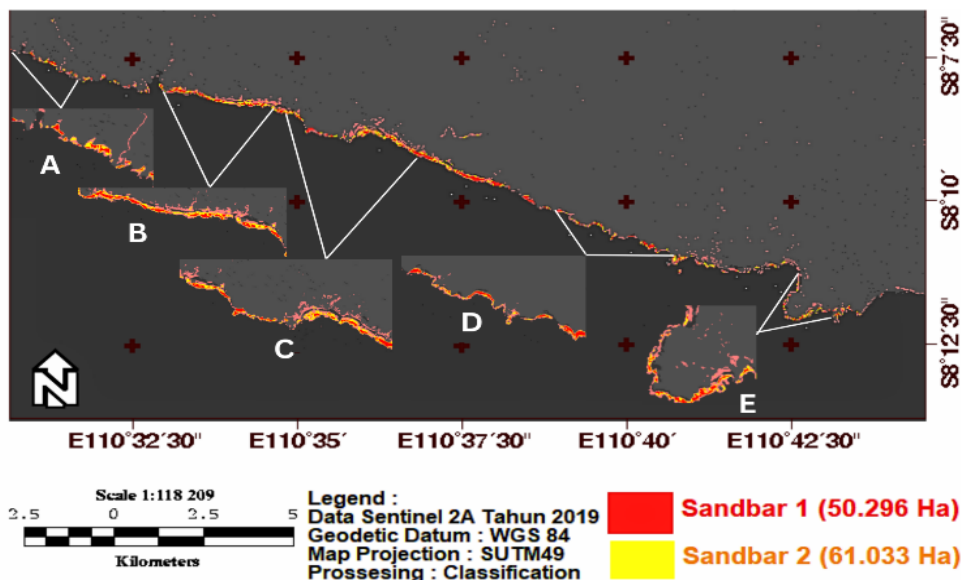 S8°7′30"
A
B
S8°10′
C
D
E
S8°12′30"
N
E110°32′30" E110°35′ E110°37′30" E110°40′ E110°42′30"
Scale 1:118 209
2.5 0 2.5 5
Kilometers
Legend :
Data Sentinel 2A Tahun 2019
Geodetic Datum : WGS 84
Map Projection : SUTM49
Prossesing : Classification
Sandbar 1 (50.296 Ha)
Sandbar 2 (61.033 Ha)